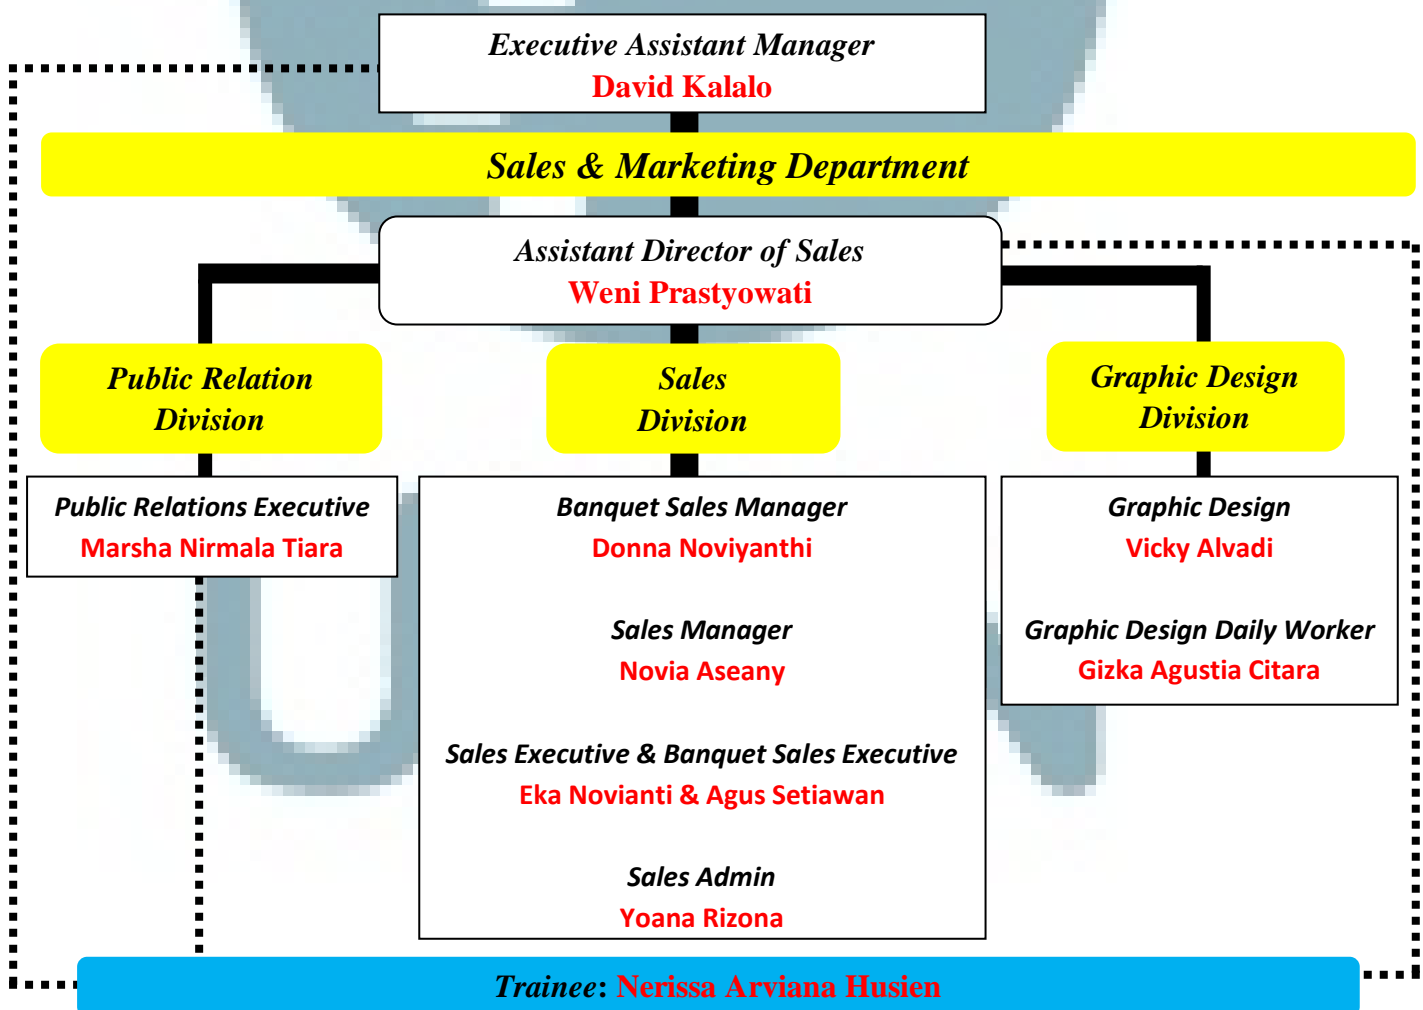 Executive Assistant Manager
David Kalalo
Sales & Marketing Department
Assistant Director of Sales
Weni Prastyowati
Public Relation
Division
Public Relations Executive
Marsha Nirmala Tiara
Sales
Division
Banquet Sales Manager
Donna Noviyanthi
Sales Manager
Novia Aseany
Sales Executive & Banquet Sales Executive
Eka Novianti & Agus Setiawan
Sales Admin
Yoana Rizona
Graphic Design
Division
Graphic Design
Vicky Alvadi
Graphic Design Daily Worker
Gizka Agustia Citara
Trainee: Nerissa Arviana Husien